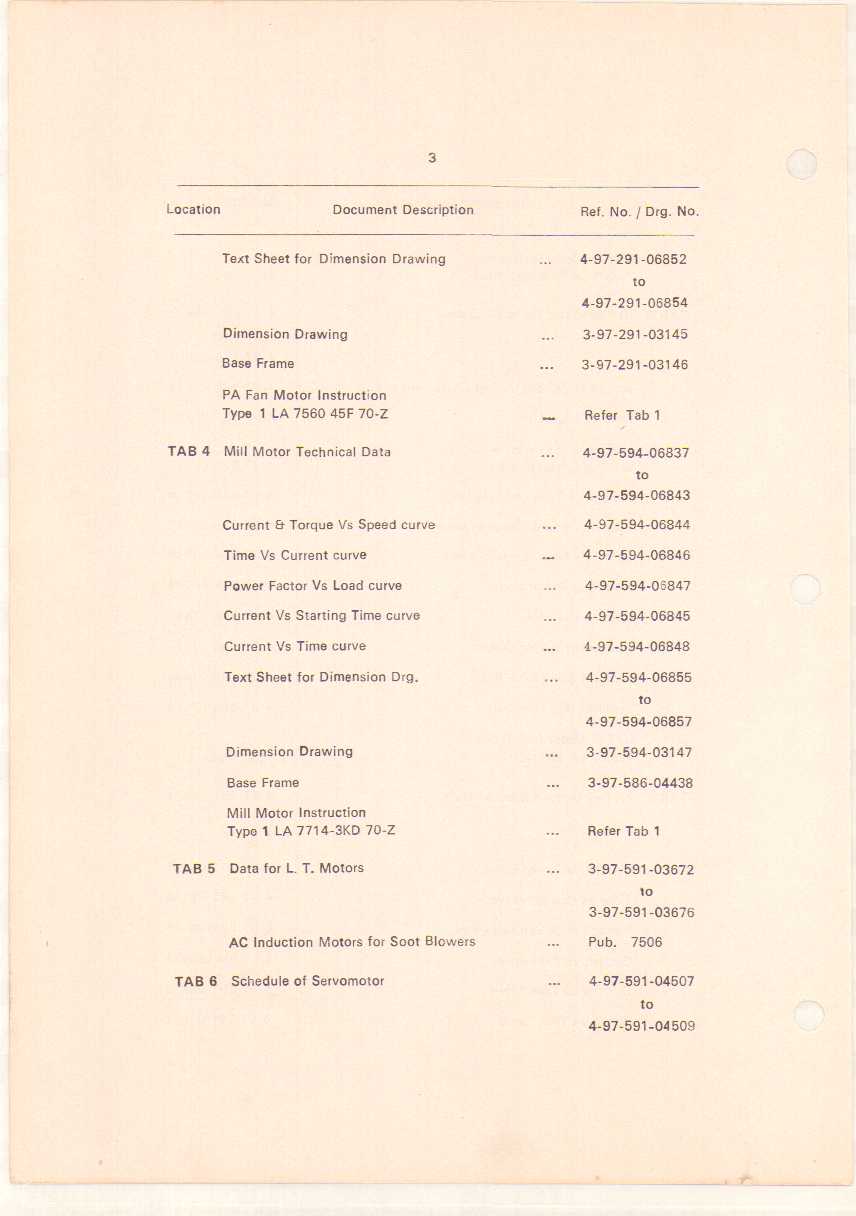 3
Location Document Description Ref. No. / Drg. No.
Text Sheet for Dimension Drawing ... 4-97-291-06852
to
4-97-291-06854
Dimension Drawing ... 3-97-291-03145
Base Frame ... 3-97-291-03146
PA Fan Motor Instruction
Type 1 LA 7560 45F 70-Z ... Refer Tab 1
TAB 4 Mill Motor Technical Data ... 4-97-594-06837
to
4-97-594-06843
Current & Torque Vs Speed curve ... 4-97-594-06844
Time Vs Current curve ... 4-97-594-06846
Power Factor Vs Load curve ... 4-97-594-06847
Current Vs Starting Time curve ... 4-97-594-06845
Current Vs Time curve ... 4-97-594-06848
Text Sheet for Dimension Drg. ... 4-97-594-06855
to
4-97-594-06857
Dimension Drawing ... 3-97-594-03147
Base Frame ... 3-97-586-04438
Mill Motor Instruction
Type 1 LA 7714-3KD 70-Z ... Refer Tab 1
TAB 5 Data for L. T. Motors ... 3-97-591-03672
to
3-97-591-03676
AC Induction Motors for Soot Blowers ... Pub. 7506
TAB 6 Schedule of Servomotor ... 4-97-591-04507
to
4-97-591-04509